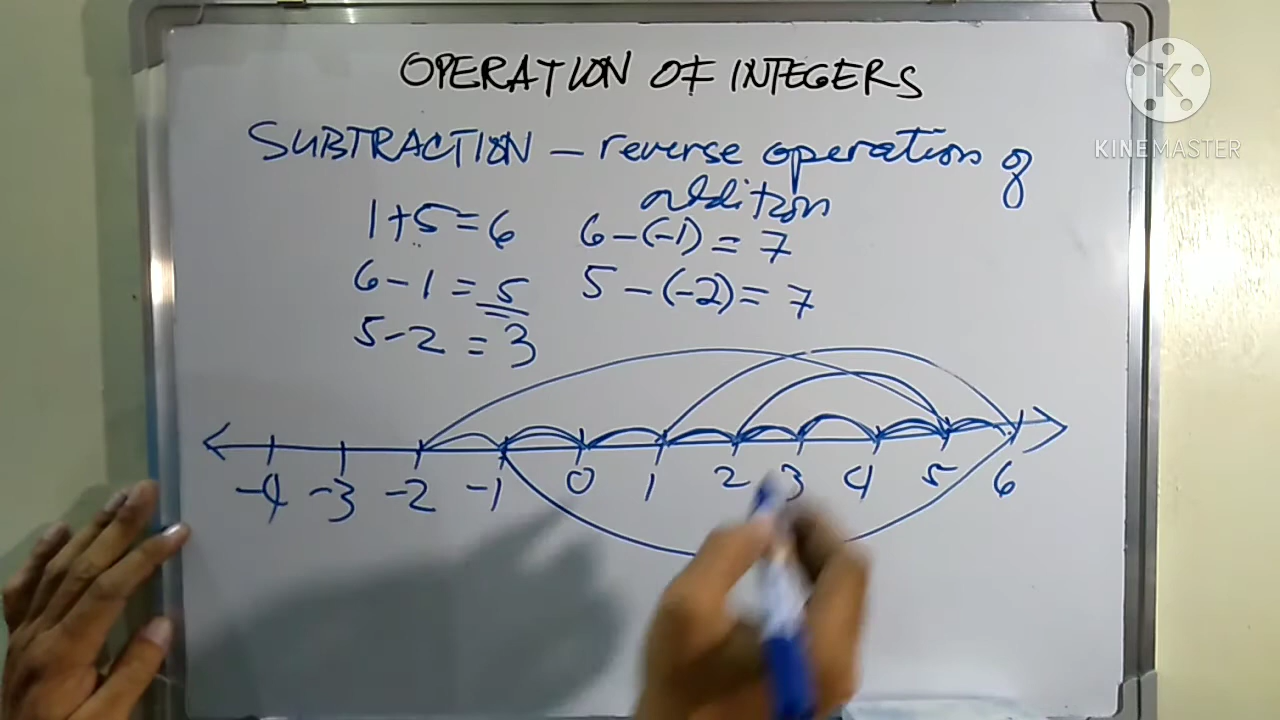 OPERATION OF INTEGERS
SUBTRACTION – reverse operation of
addition
1+5=6
6-1=5
5-2=3
6-(-1)=7
5-(-2)=7
-4 -3 -2 -1 0 1 2 3 4 5 6
K
KINEMASTER